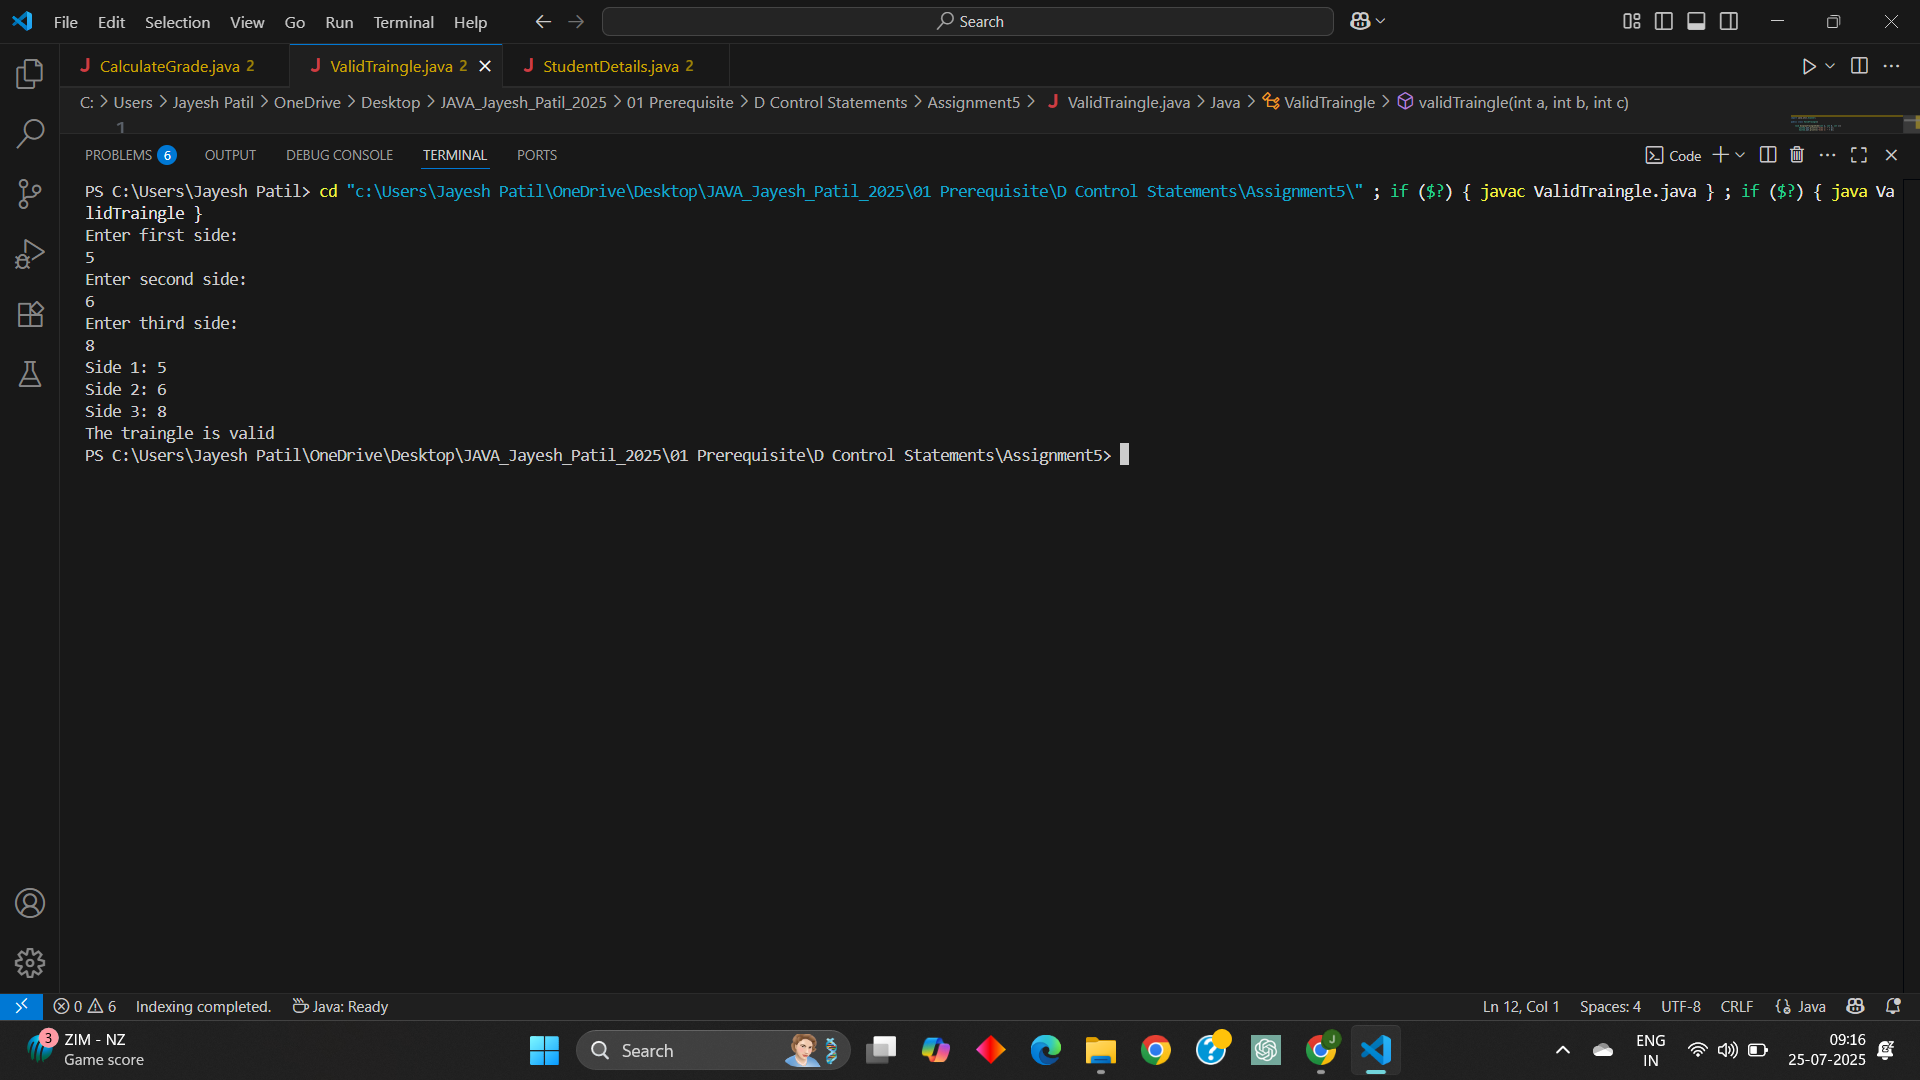 File Edit Selection View Go Run Terminal Help
Search
CalculateGrade.java 2
ValidTraingle.java 2
StudentDetails.java 2
C: > Users > Jayesh Patil > OneDrive > Desktop > JAVA_Jayesh_Patil_2025 > 01 Prerequisite > D Control Statements > Assignment5 > ValidTraingle.java > Java > ValidTraingle > validTraingle(int a, int b, int c)
1
PROBLEMS 6 OUTPUT DEBUG CONSOLE TERMINAL PORTS
Code
PS C:\Users\Jayesh Patil> cd "c:\Users\Jayesh Patil\OneDrive\Desktop\JAVA_Jayesh_Patil_2025\01 Prerequisite\D Control Statements\Assignment5\" ; if ($?) { javac ValidTraingle.java } ; if ($?) { java Va
lidTraingle }
Enter first side:
5
Enter second side:
6
Enter third side:
8
Side 1: 5
Side 2: 6
Side 3: 8
The traingle is valid
PS C:\Users\Jayesh Patil\OneDrive\Desktop\JAVA_Jayesh_Patil_2025\01 Prerequisite\D Control Statements\Assignment5>
0 6 Indexing completed. Java: Ready
Ln 12, Col 1 Spaces: 4 UTF-8 CRLF Java
3
ZIM - NZ
Game score
Search
J
ENG
IN
09:16
25-07-2025